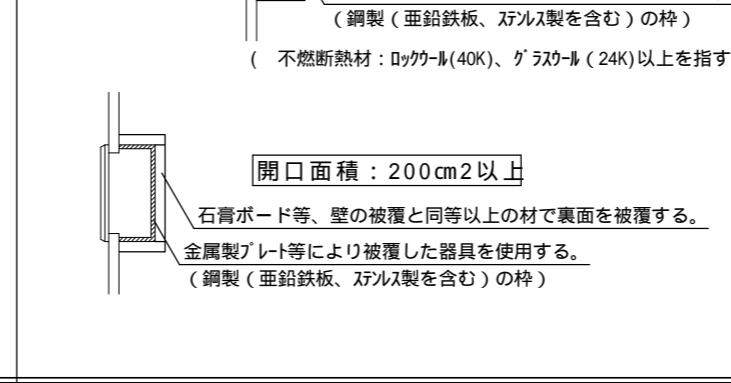 （鋼製（亜鉛鉄板、ｽﾃﾝﾚｽ製を含む）の枠）
(　不燃断熱材：ﾛｯｸｳｰﾙ(40K)、ｸﾞﾗｽｳｰﾙ（24K)以上を指す
開口面積：200cm2以上
石膏ボード等、壁の被覆と同等以上の材で裏面を被覆する。
金属製ﾌﾟﾚｰﾄ等により被覆した器具を使用する。
（鋼製（亜鉛鉄板、ｽﾃﾝﾚｽ製を含む）の枠）